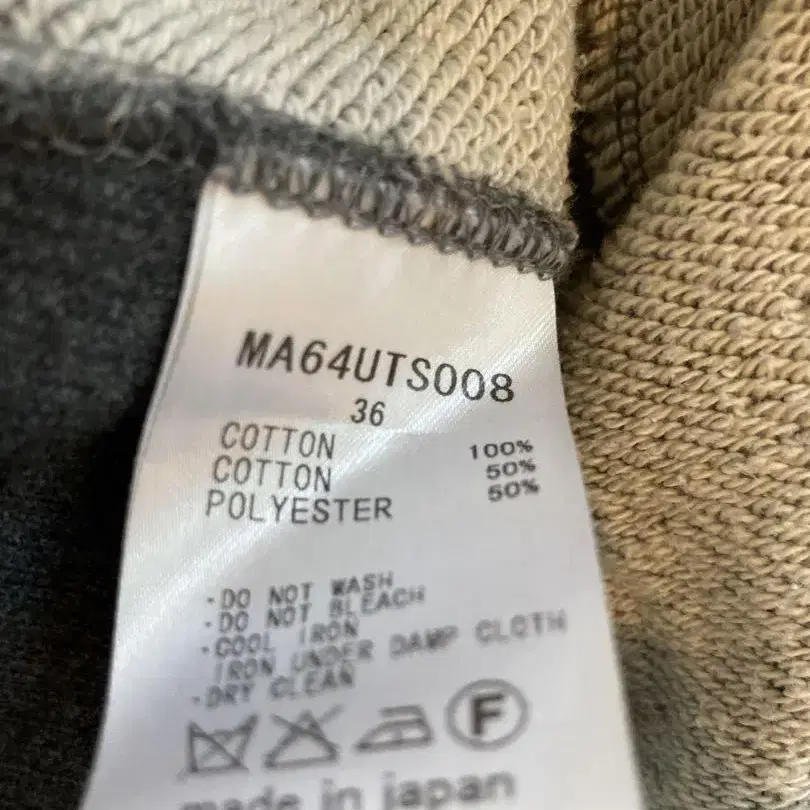 MA64UTS008
36
COTTON 100%
COTTON 50%
POLYESTER 50%
·DO NOT WASH
·DO NOT BLEACH
·COOL IRON
IRON UNDER DAMP CLOTH
·DRY CLEAN
F
made in japan